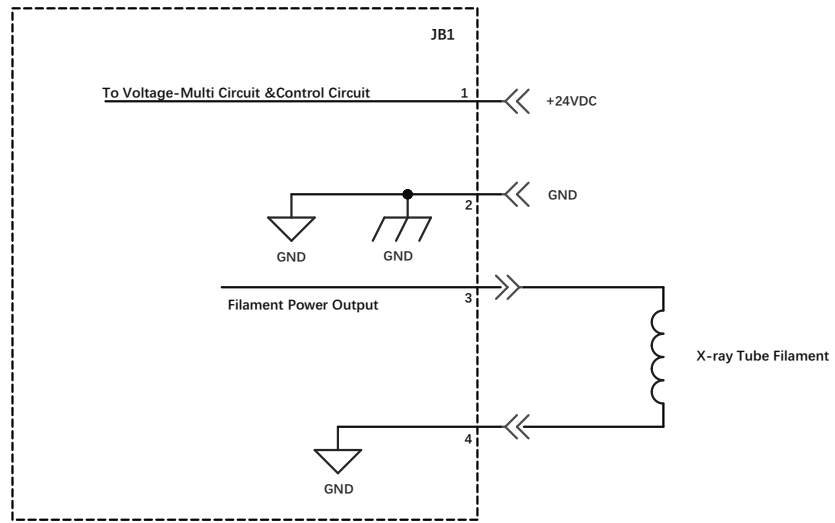 JB1
To Voltage-Multi Circuit &Control Circuit
1
+24VDC
2
GND
GND
GND
3
Filament Power Output
X-ray Tube Filament
4
GND